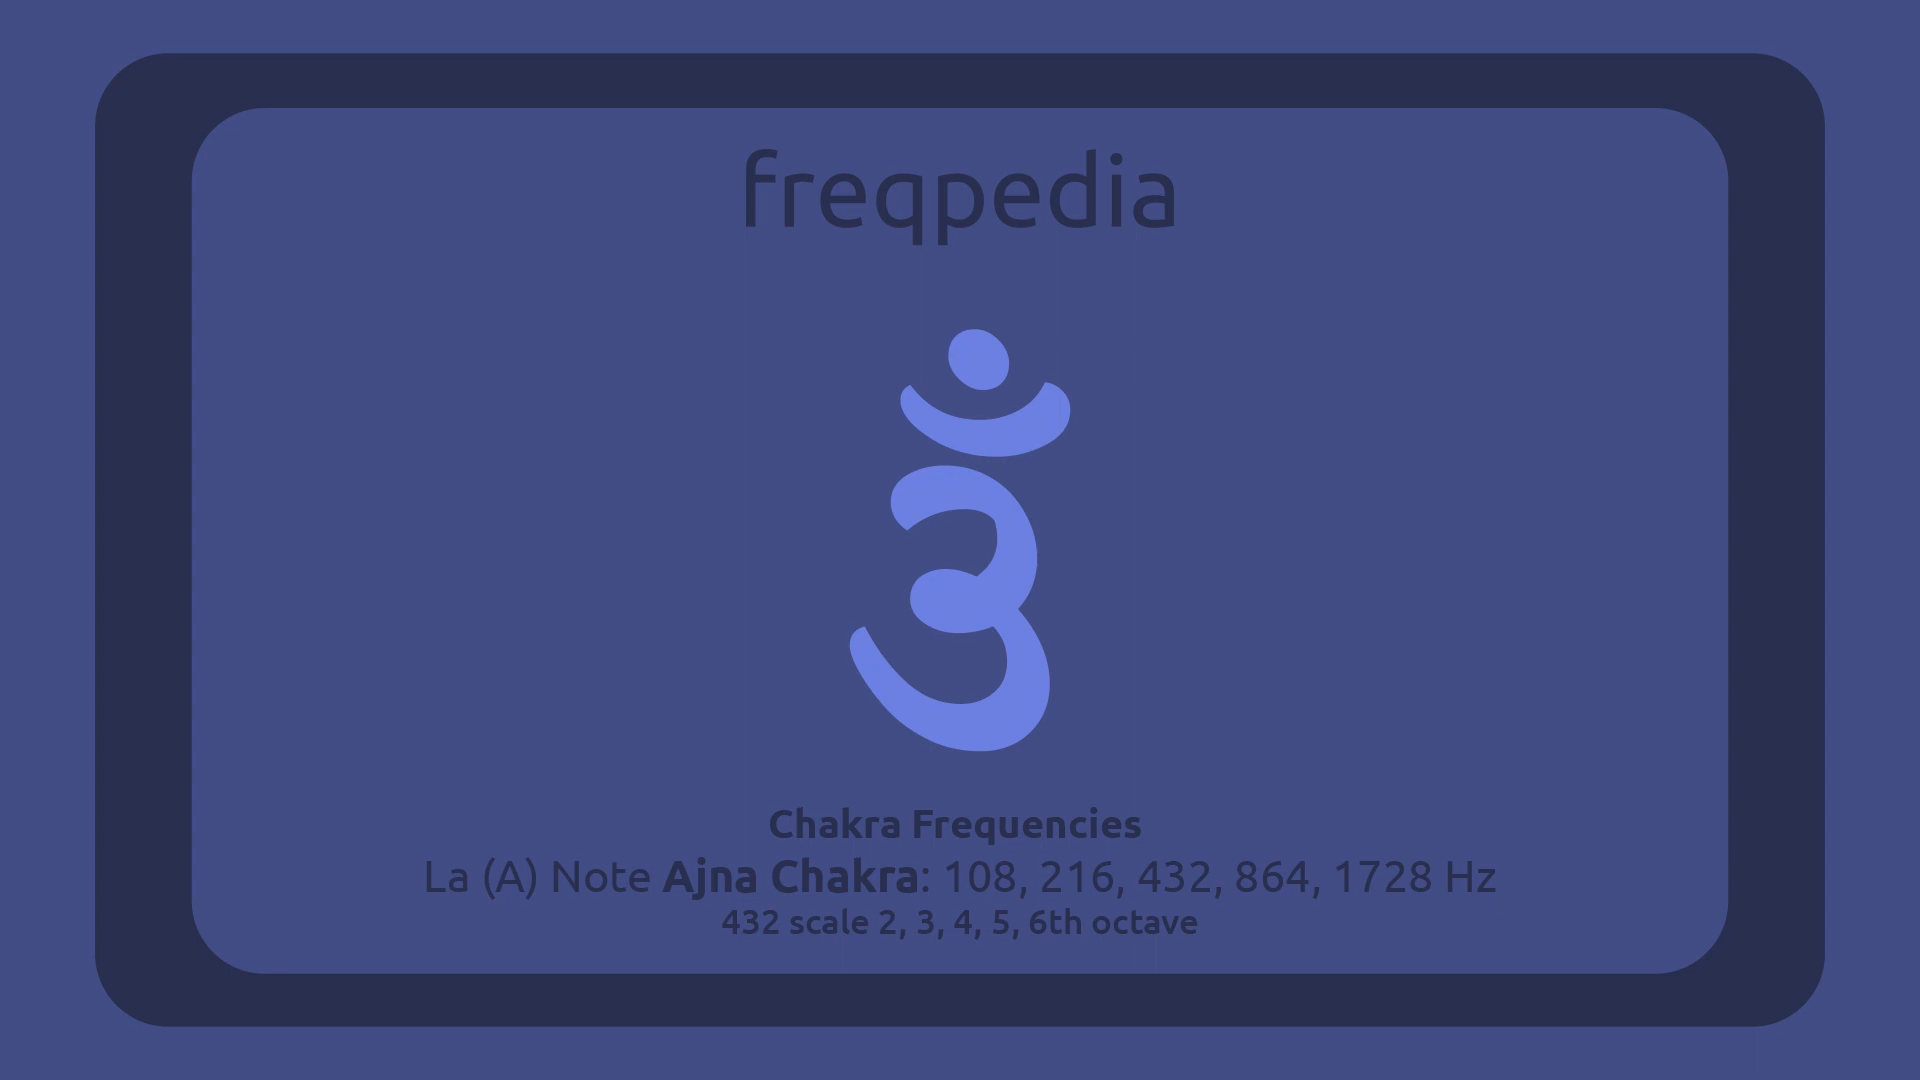 freqpedia
ॐ
Chakra Frequencies
La (A) Note Ajna Chakra: 108, 216, 432, 864, 1728 Hz
432 scale 2, 3, 4, 5, 6th octave